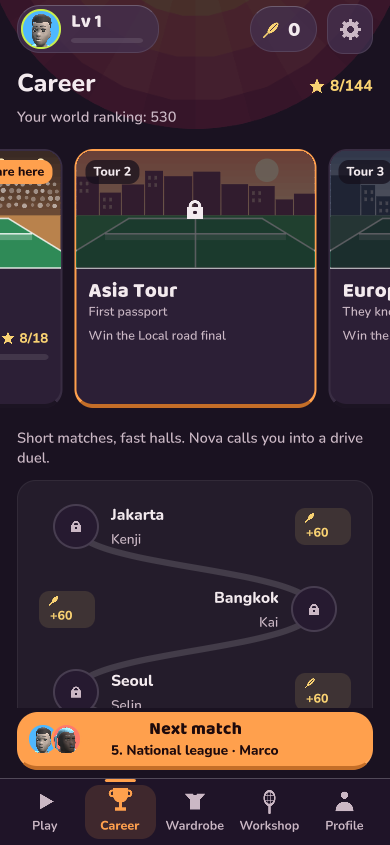 Lv 1
0
Career
8/144
Your world ranking: 530
are here
Tour 2
Tour 3
Asia Tour
First passport
Win the Local road final
8/18
They kn
Win the
Short matches, fast halls. Nova calls you into a drive
duel.
Jakarta
Kenji
+60
Bangkok
Kai
+60
Seoul
Selin
+60
Next match
5. National league · Marco
Play
Career
Wardrobe
Workshop
Profile